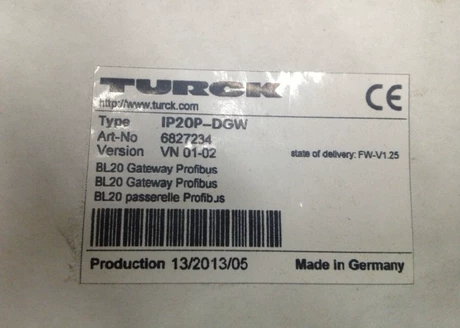 TURCK
http://www.turck.com
CE
Type IP20P-DGW
Art-No 6827234
Version VN 01-02
state of delivery: FW-V1.25
BL20 Gateway Profibus
BL20 Gateway Profibus
BL20 passerelle Profibus
Production 13/2013/05 Made in Germany